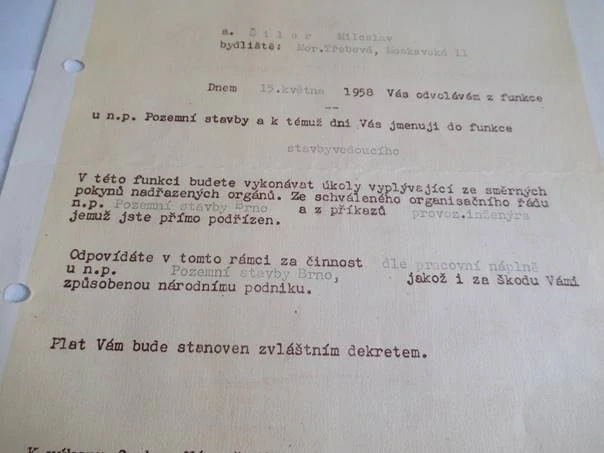 s. Šiler Miloslav
bydliště: Mor.Třebová, Moskevská 11
Dnem 15.května 1958 Vás odvolávám z funkce
--
u n.p. Pozemní stavby a k témuž dni Vás jmenuji do funkce
stavbyvedoucího
V této funkci budete vykonávat úkoly vyplývající ze směrných
pokynů nadřazených orgánů. Ze schváleného organisačního řádu
n.p. Pozemní stavby Brno a z příkazů provoz.inženýra
jemuž jste přímo podřízen.
Odpovídáte v tomto rámci za činnost dle pracovní náplně
u n.p. Pozemní stavby Brno, jakož i za škodu Vámi
způsobenou národnímu podniku.
Plat Vám bude stanoven zvláštním dekretem.